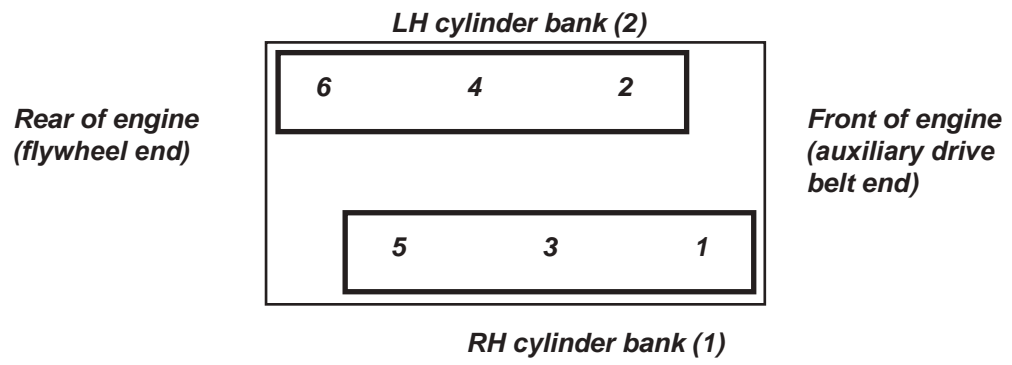 LH cylinder bank (2)
6 4 2
Rear of engine
(flywheel end)
Front of engine
(auxiliary drive
belt end)
5 3 1
RH cylinder bank (1)